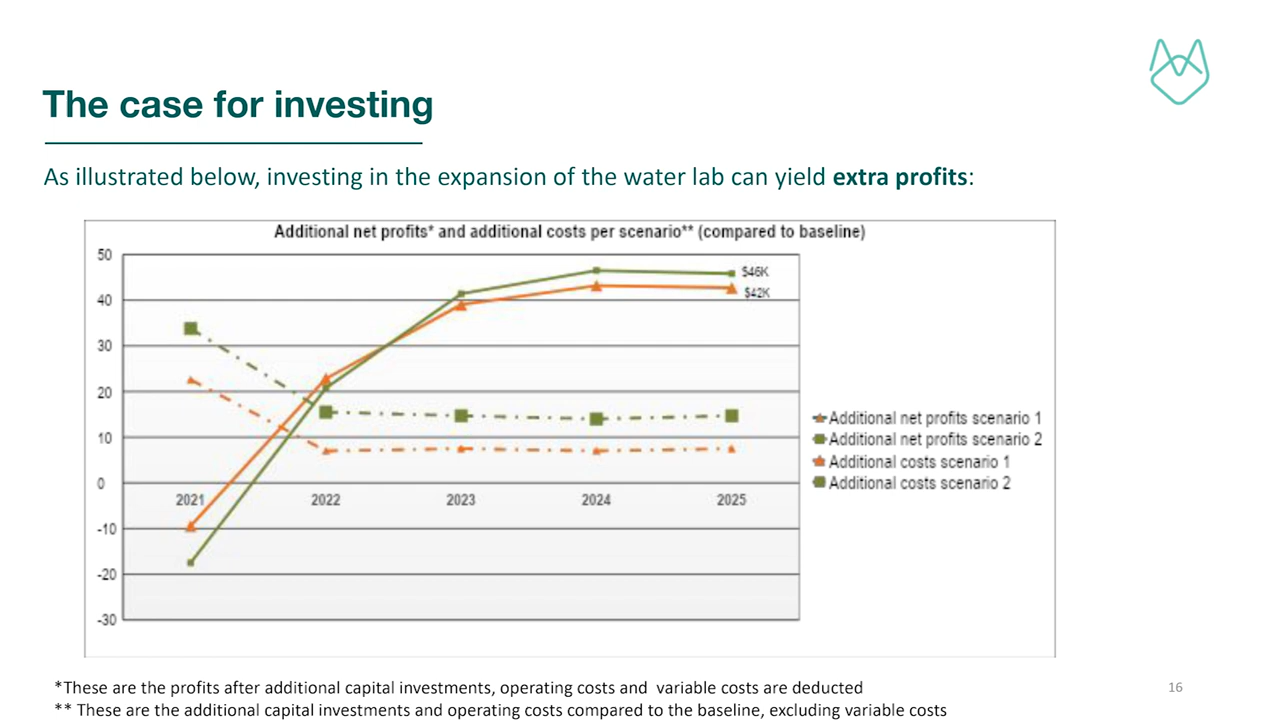 The case for investing
As illustrated below, investing in the expansion of the water lab can yield extra profits:
Additional net profits* and additional costs per scenario** (compared to baseline)
50
40
30
20
10
0
-10
-20
-30
2021
2022
2023
2024
2025
$46K
$42K
Additional net profits scenario 1
Additional net profits scenario 2
Additional costs scenario 1
Additional costs scenario 2
*These are the profits after additional capital investments, operating costs and  variable costs are deducted
** These are the additional capital investments and operating costs compared to the baseline, excluding variable costs
16